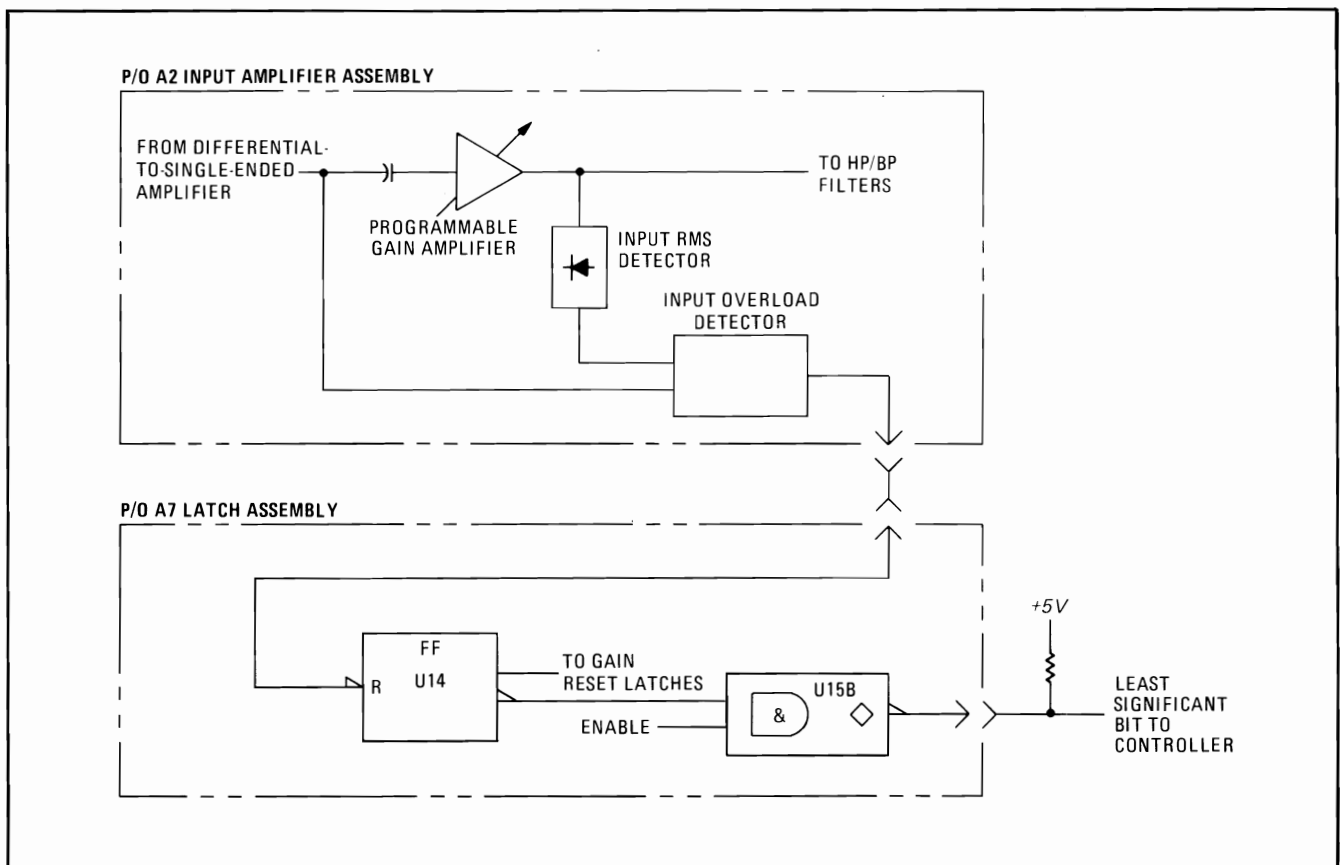 P/O A2 INPUT AMPLIFIER ASSEMBLY
FROM DIFFERENTIAL-
TO-SINGLE-ENDED
AMPLIFIER
PROGRAMMABLE
GAIN AMPLIFIER
TO HP/BP
FILTERS
INPUT RMS
DETECTOR
INPUT OVERLOAD
DETECTOR
P/O A7 LATCH ASSEMBLY
FF
U14
R
TO GAIN
RESET LATCHES
ENABLE
U15B
&
+5V
LEAST
SIGNIFICANT
BIT TO
CONTROLLER